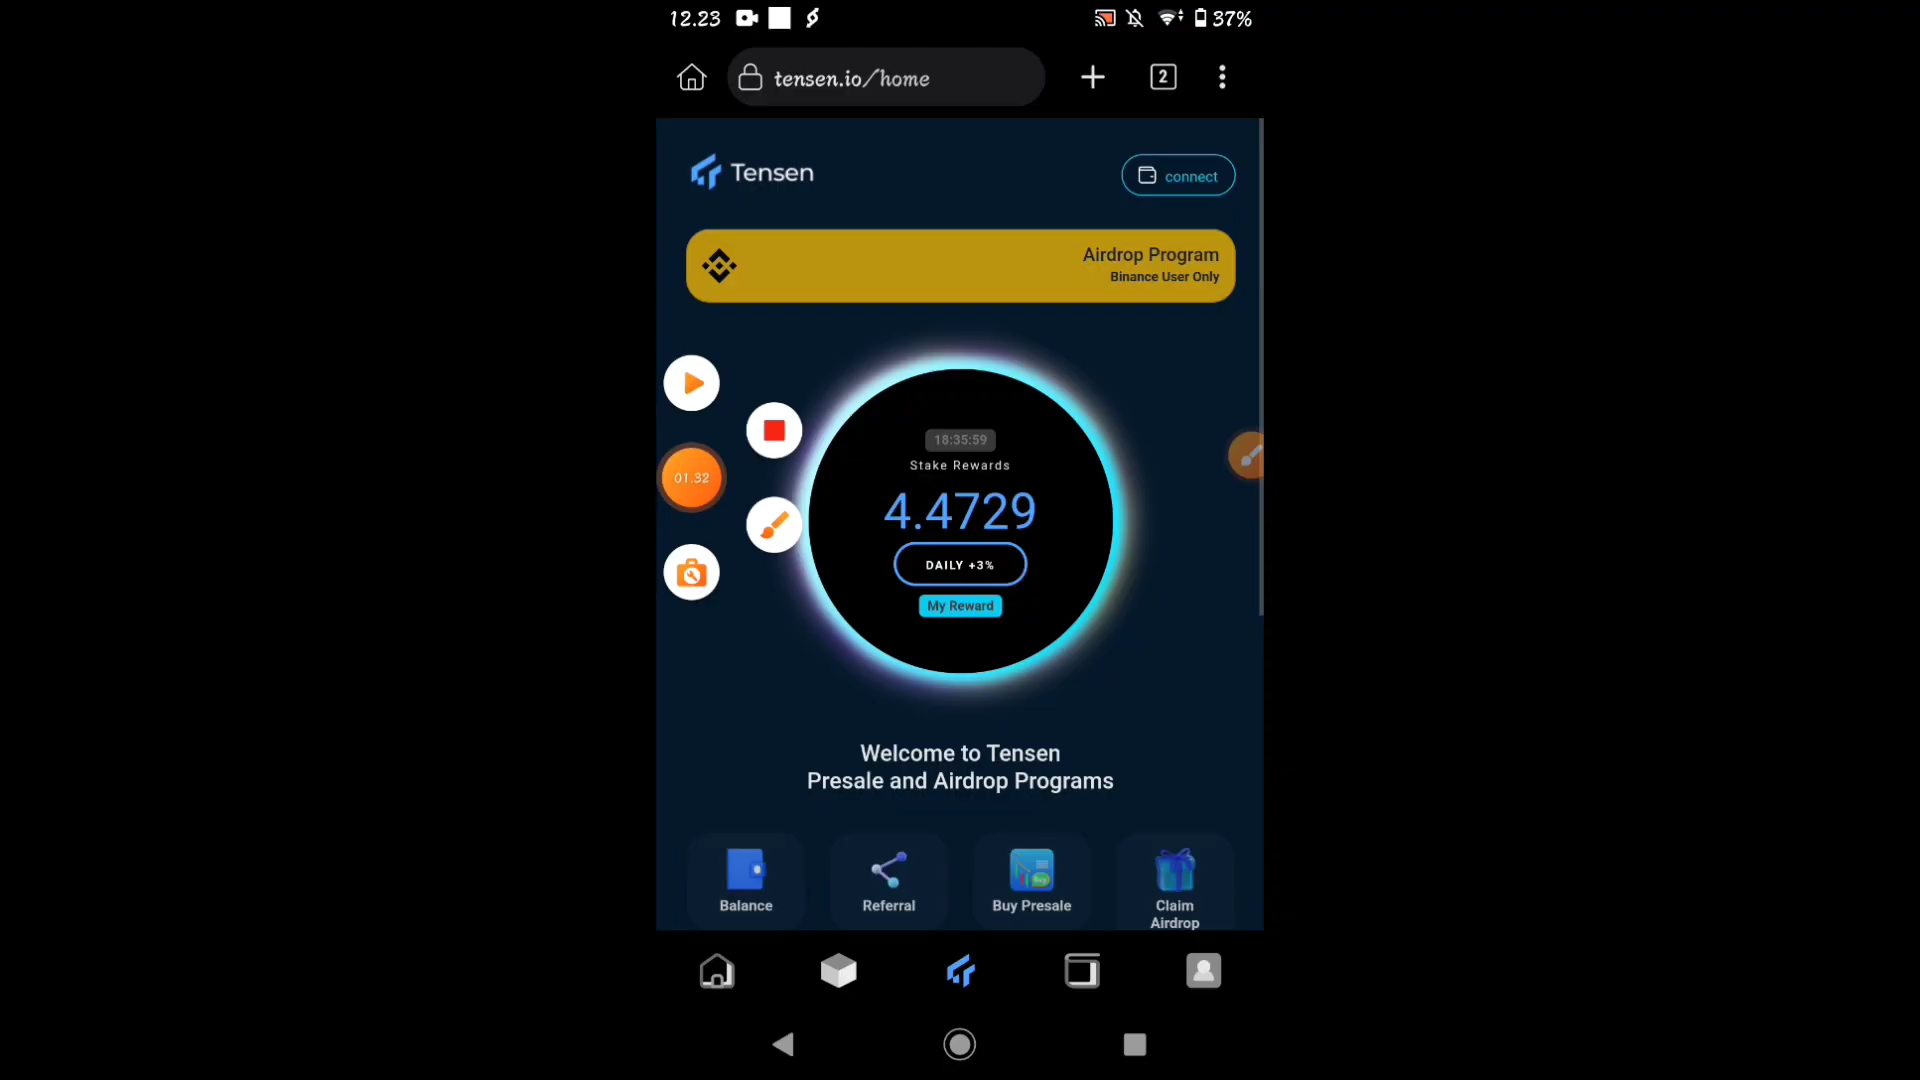 12.23
37%
tensen.io/home
2
Tensen
connect
Airdrop Program
Binance User Only
18:35:59
Stake Rewards
01.32
4.4729
DAILY +3%
My Reward
Welcome to Tensen
Presale and Airdrop Programs
Balance
Referral
Buy Presale
Claim
Airdrop